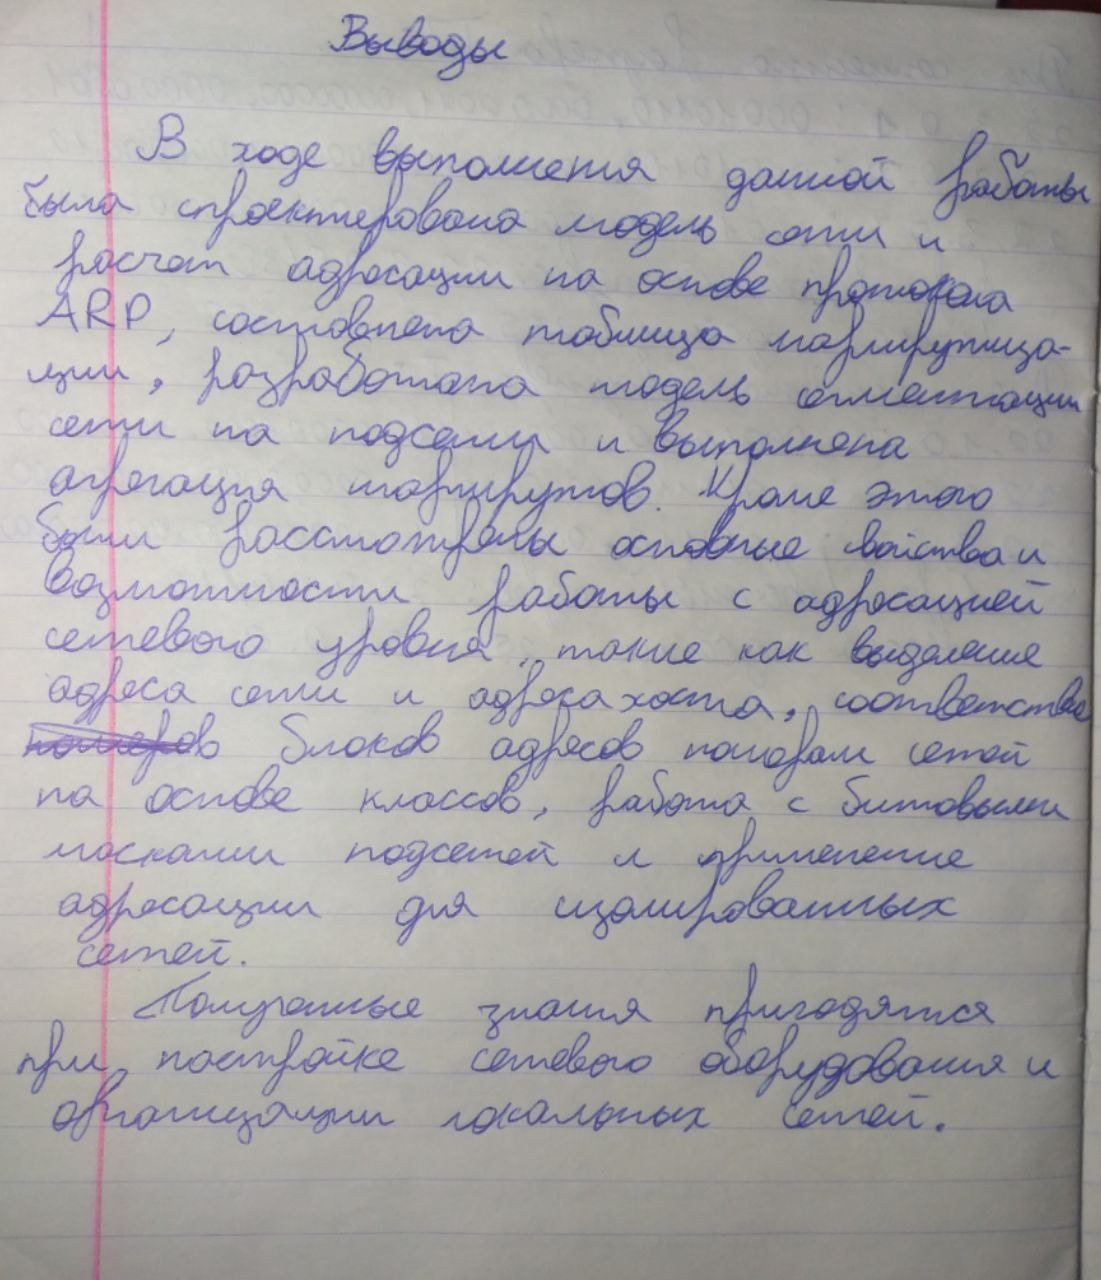 Выводы
В ходе выполнения данной работы
была спроектирована модель сети и
расчёт адресации на основе протокола
ARP, составлена таблица маршрутиза-
ции, разработана модель сегментации
сети на подсети и выполнена
агрегация маршрутов. Кроме этого
были рассмотрены основные свойства и
возможности работы с адресацией
сетевого уровня, такие как выделение
адреса сети и адреса хоста, соответствие
блоков адресов номерам сетей
на основе классов, работа с битовыми
масками подсетей и применение
адресации для изолированных
сетей.
Полученные знания пригодятся
при настройке сетевого оборудования и
организации локальных сетей.